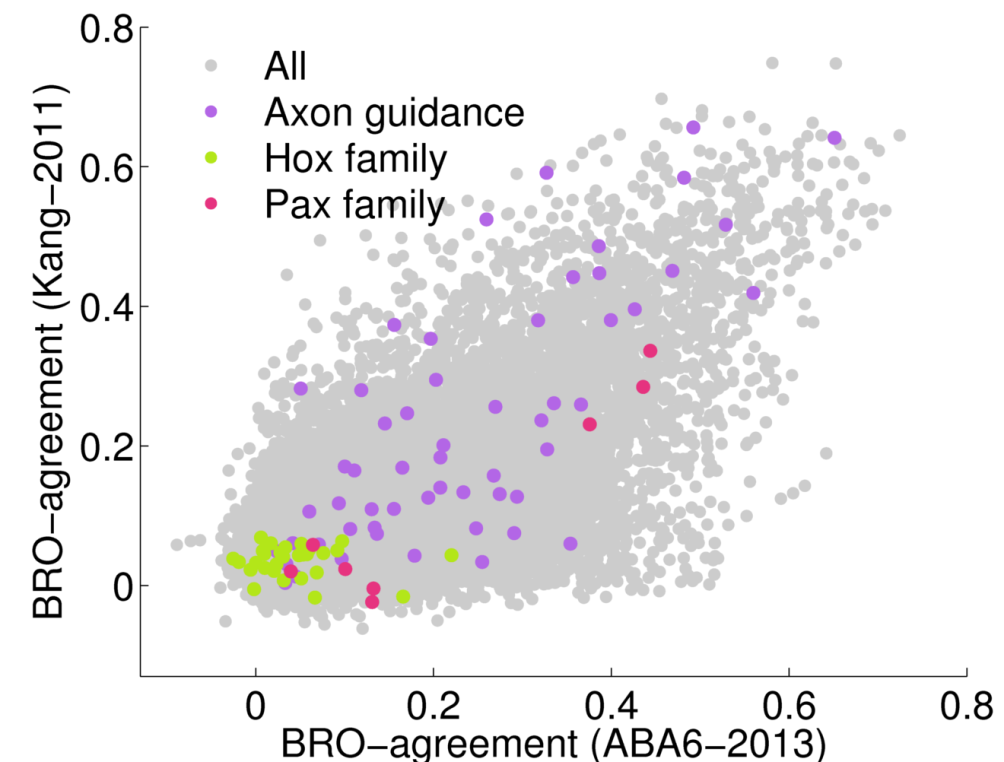 0.8
0.6
0.4
0.2
0
BRO−agreement (Kang−2011)
All
Axon guidance
Hox family
Pax family
0
0.2
0.4
0.6
0.8
BRO−agreement (ABA6−2013)